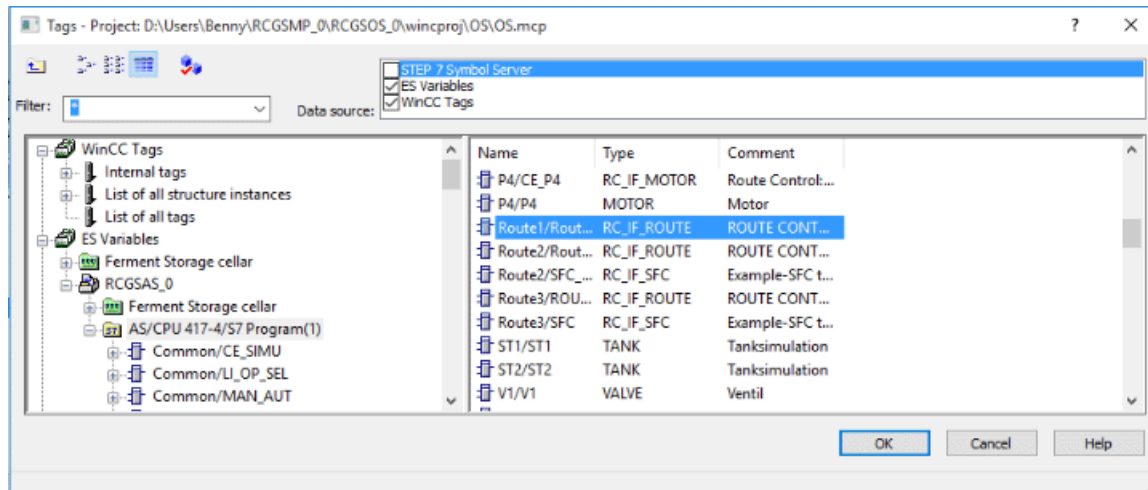 Tags - Project: D:\Users\Benny\RCGSMP_0\RCGSOS_0\wincproj\OS\OS.mcp ?
Filter: *
Data source:
STEP 7 Symbol Server
ES Variables
WinCC Tags
WinCC Tags
Internal tags
List of all structure instances
List of all tags
ES Variables
Ferment Storage cellar
RCGSAS_0
Ferment Storage cellar
AS/CPU 417-4/S7 Program(1)
Common/CE_SIMU
Common/LI_OP_SEL
Common/MAN_AUT
Name Type Comment
P4/CE_P4 RC_IF_MOTOR Route Control:...
P4/P4 MOTOR Motor
Route1/Rout... RC_IF_ROUTE ROUTE CONT...
Route2/Rout... RC_IF_ROUTE ROUTE CONT...
Route2/SFC_... RC_IF_SFC Example-SFC t...
Route3/ROU... RC_IF_ROUTE ROUTE CONT...
Route3/SFC RC_IF_SFC Example-SFC t...
ST1/ST1 TANK Tanksimulation
ST2/ST2 TANK Tanksimulation
V1/V1 VALVE Ventil
OK Cancel Help